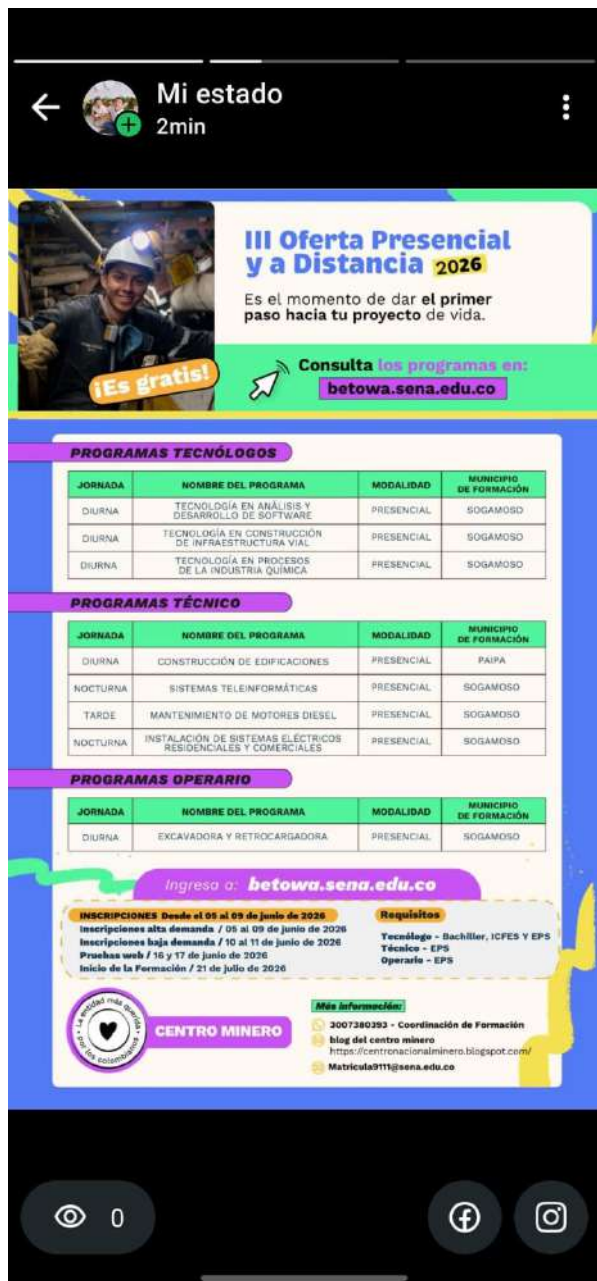 Mi estado
2min
III Oferta Presencial
y a Distancia 2026
Es el momento de dar el primer
paso hacia tu proyecto de vida.
¡Es gratis!
Consulta los programas en:
betowa.sena.edu.co
PROGRAMAS TECNÓLOGOS
JORNADA NOMBRE DEL PROGRAMA MODALIDAD MUNICIPIO DE FORMACIÓN
DIURNA TECNOLOGÍA EN ANÁLISIS Y DESARROLLO DE SOFTWARE PRESENCIAL SOGAMOSO
DIURNA TECNOLOGÍA EN CONSTRUCCIÓN DE INFRAESTRUCTURA VIAL PRESENCIAL SOGAMOSO
DIURNA TECNOLOGÍA EN PROCESOS DE LA INDUSTRIA QUÍMICA PRESENCIAL SOGAMOSO
PROGRAMAS TÉCNICO
JORNADA NOMBRE DEL PROGRAMA MODALIDAD MUNICIPIO DE FORMACIÓN
DIURNA CONSTRUCCIÓN DE EDIFICACIONES PRESENCIAL PAIPA
NOCTURNA SISTEMAS TELEINFORMÁTICAS PRESENCIAL SOGAMOSO
TARDE MANTENIMIENTO DE MOTORES DIESEL PRESENCIAL SOGAMOSO
NOCTURNA INSTALACIÓN DE SISTEMAS ELÉCTRICOS RESIDENCIALES Y COMERCIALES PRESENCIAL SOGAMOSO
PROGRAMAS OPERARIO
JORNADA NOMBRE DEL PROGRAMA MODALIDAD MUNICIPIO DE FORMACIÓN
DIURNA EXCAVADORA Y RETROCARGADORA PRESENCIAL SOGAMOSO
Ingresa a: betowa.sena.edu.co
INSCRIPCIONES Desde el 05 al 09 de junio de 2026
Inscripciones alta demanda / 05 al 09 de junio de 2026
Inscripciones baja demanda / 10 al 11 de junio de 2026
Pruebas web / 16 y 17 de junio de 2026
Inicio de la Formación / 21 de julio de 2026
Requisitos
Tecnólogo - Bachiller, ICFES Y EPS
Técnico - EPS
Operario - EPS
La entidad más querida
por los colombianos
CENTRO MINERO
Más información:
3007380393 - Coordinación de Formación
blog del centro minero
https://centronacionalminero.blogspot.com/
Matricula9111@sena.edu.co
0